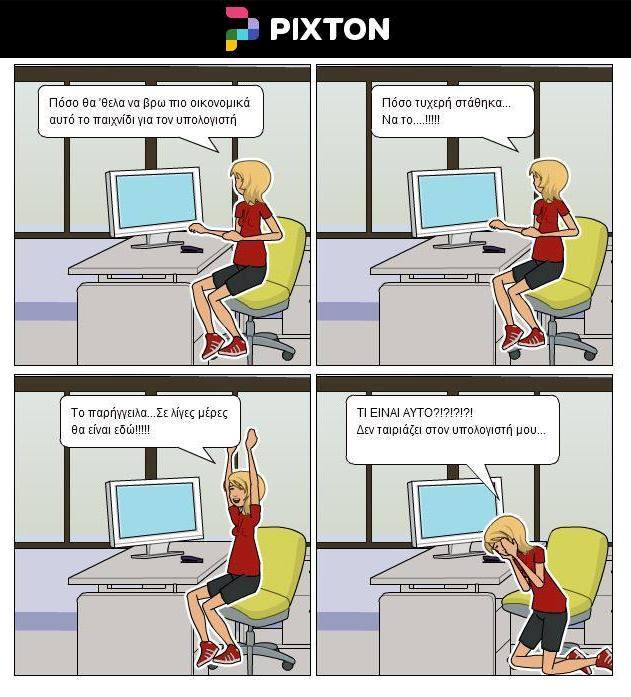 PIXTON
Πόσο θα 'θελα να βρω πιο οικονομικά
αυτό το παιχνίδι για τον υπολογιστή
Πόσο τυχερή στάθηκα...
Να το....!!!!!
Το παρήγγειλα...Σε λίγες μέρες
θα είναι εδώ!!!!!
ΤΙ ΕΙΝΑΙ ΑΥΤΟ?!?!?!?!
Δεν ταιριάζει στον υπολογιστή μου...